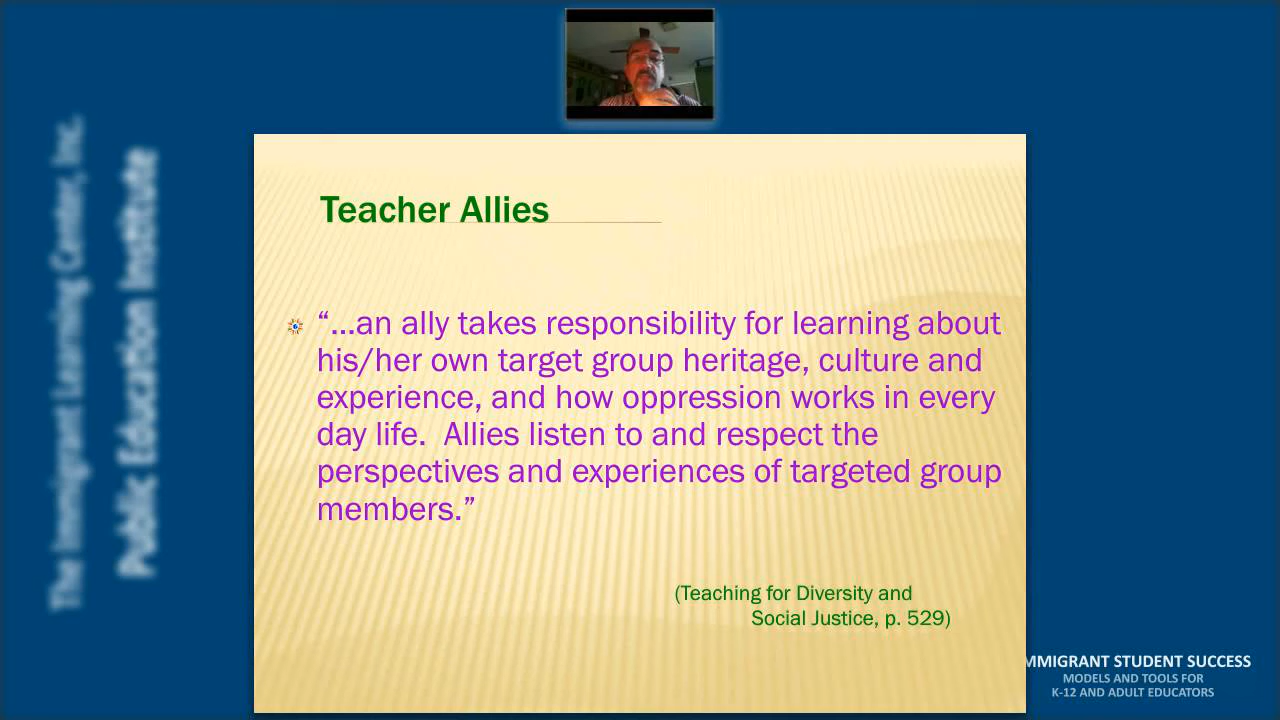 The Immigrant Learning Center, Inc.
Public Education Institute
Teacher Allies
“...an ally takes responsibility for learning about
his/her own target group heritage, culture and
experience, and how oppression works in every
day life.  Allies listen to and respect the
perspectives and experiences of targeted group
members.”
(Teaching for Diversity and
Social Justice, p. 529)
MMIGRANT STUDENT SUCCESS
MODELS AND TOOLS FOR
K-12 AND ADULT EDUCATORS